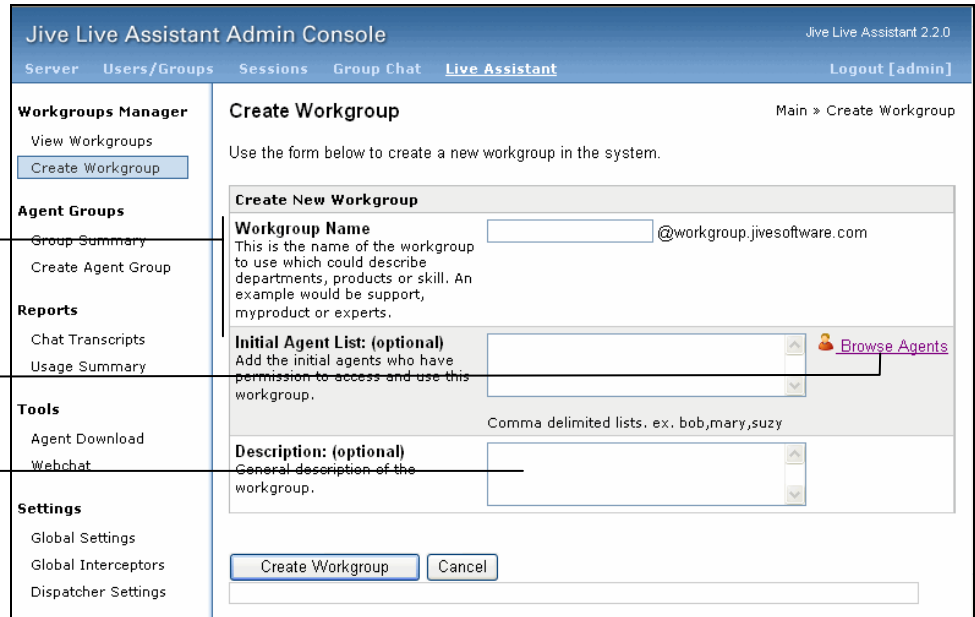 Jive Live Assistant Admin Console
Jive Live Assistant 2.2.0
Server Users/Groups Sessions Group Chat Live Assistant
Logout [admin]
Workgroups Manager
View Workgroups
Create Workgroup
Agent Groups
Group Summary
Create Agent Group
Reports
Chat Transcripts
Usage Summary
Tools
Agent Download
Webchat
Settings
Global Settings
Global Interceptors
Dispatcher Settings
Create Workgroup
Main » Create Workgroup
Use the form below to create a new workgroup in the system.
Create New Workgroup
Workgroup Name
This is the name of the workgroup
to use which could describe
departments, products or skill. An
example would be support,
myproduct or experts.
@workgroup.jivesoftware.com
Initial Agent List: (optional)
Add the initial agents who have
permission to access and use this
workgroup.
Browse Agents
Comma delimited lists. ex. bob,mary,suzy
Description: (optional)
General description of the
workgroup.
Create Workgroup
Cancel